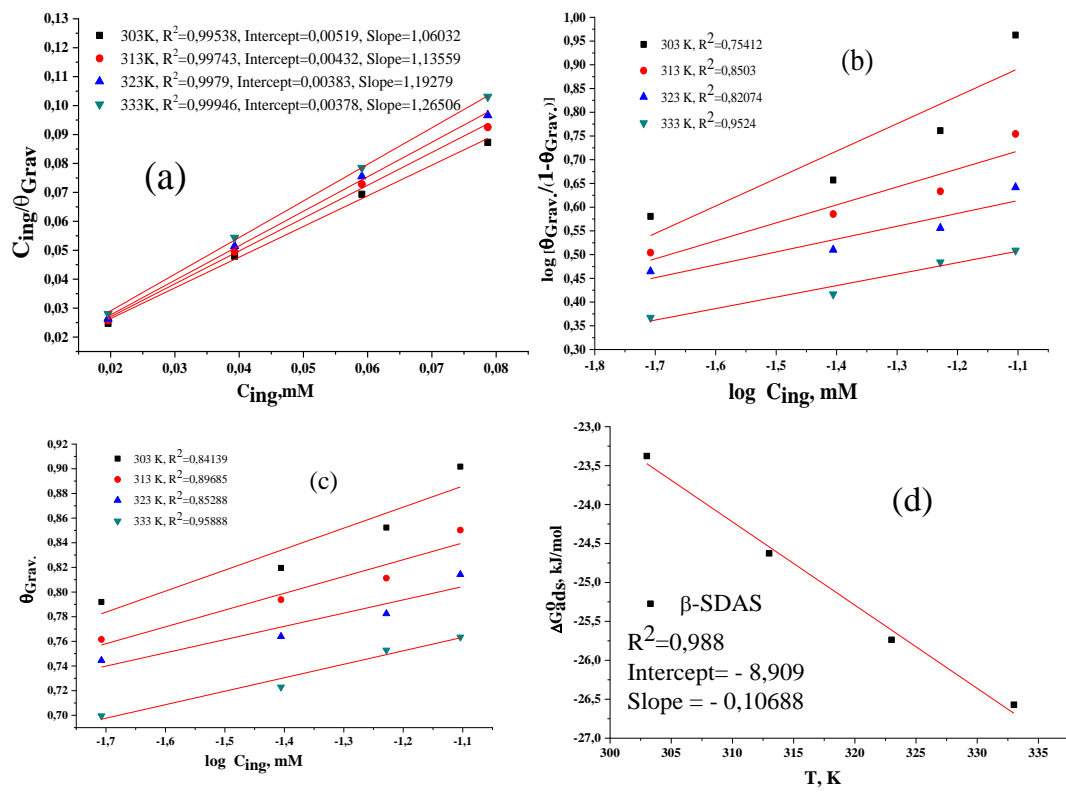 0,13
0,12
0,11
0,10
0,09
0,08
0,07
0,06
0,05
0,04
0,03
0,02
C_ing/θ_Grav
303K, R²=0,99538, Intercept=0,00519, Slope=1,06032
313K, R²=0,99743, Intercept=0,00432, Slope=1,13559
323K, R²=0,9979, Intercept=0,00383, Slope=1,19279
333K, R²=0,99946, Intercept=0,00378, Slope=1,26506
(a)
0,02 0,03 0,04 0,05 0,06 0,07 0,08
C_ing,mM
1,00
0,95
0,90
0,85
0,80
0,75
0,70
0,65
0,60
0,55
0,50
0,45
0,40
0,35
0,30
log [θ_Grav./(1-θ_Grav.)]
(b)
303 K, R²=0,75412
313 K, R²=0,8503
323 K, R²=0,82074
333 K, R²=0,9524
-1,8 -1,7 -1,6 -1,5 -1,4 -1,3 -1,2 -1,1
log C_ing, mM
0,92
0,90
0,88
0,86
0,84
0,82
0,80
0,78
0,76
0,74
0,72
0,70
θ_Grav.
303 K, R²=0,84139
313 K, R²=0,89685
323 K, R²=0,85288
333 K, R²=0,95888
(c)
-1,7 -1,6 -1,5 -1,4 -1,3 -1,2 -1,1
log C_ing, mM
-23,0
-23,5
-24,0
-24,5
-25,0
-25,5
-26,0
-26,5
-27,0
ΔG°_ads, kJ/mol
(d)
β-SDAS
R²=0,988
Intercept= - 8,909
Slope = - 0,10688
300 305 310 315 320 325 330 335
T, K